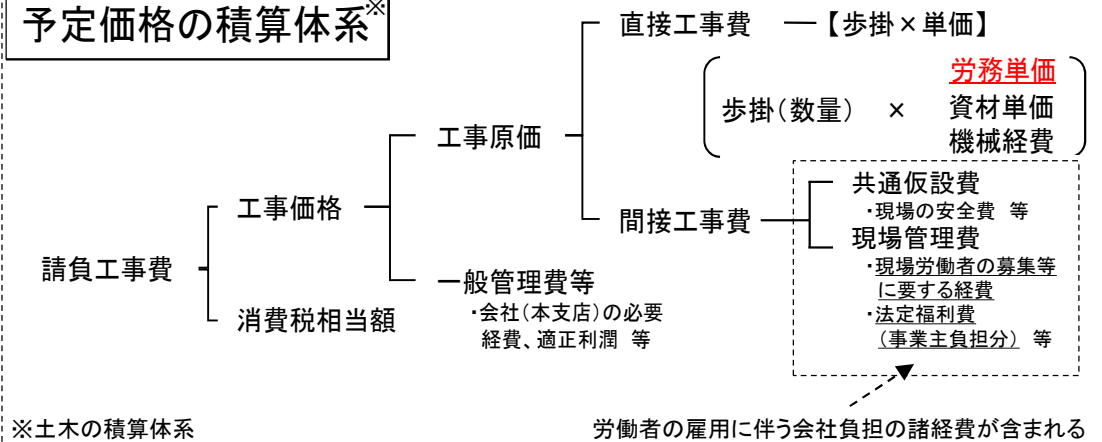 予定価格の積算体系※
直接工事費 【歩掛×単価】
労務単価
歩掛(数量) × 資材単価
機械経費
工事原価
共通仮設費
・現場の安全費 等
工事価格
間接工事費
現場管理費
・現場労働者の募集等
に要する経費
請負工事費
一般管理費等
・法定福利費
(事業主負担分) 等
・会社(本支店)の必要
経費、適正利潤 等
消費税相当額
※土木の積算体系
労働者の雇用に伴う会社負担の諸経費が含まれる